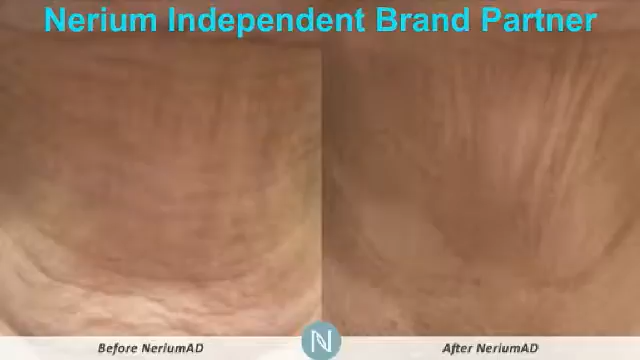 Nerium Independent Brand Partner
N
Before NeriumAD
After NeriumAD